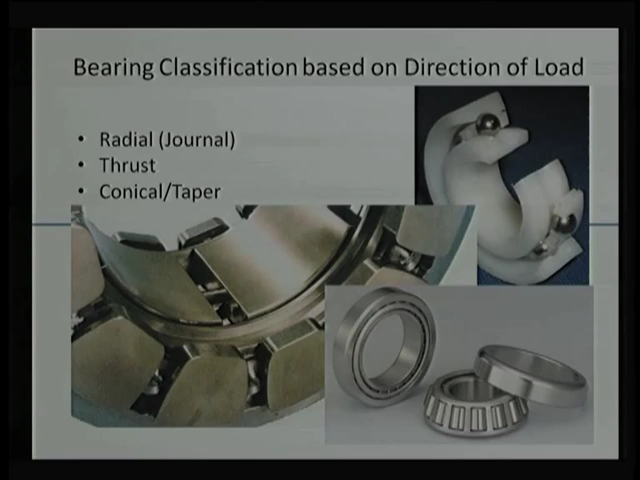 Bearing Classification based on Direction of Load
• Radial (Journal)
• Thrust
• Conical/Taper